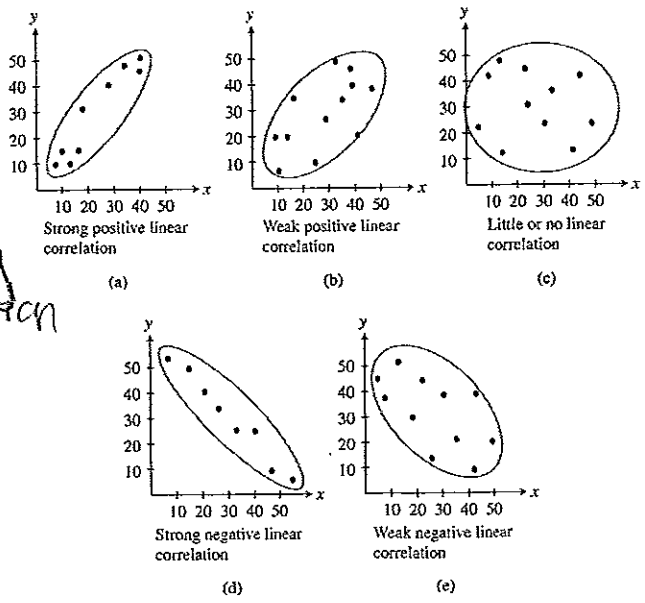 y
50
40
30
20
10
10 20 30 40 50
x
Strong positive linear
correlation
(a)
y
50
40
30
20
10
10 20 30 40 50
x
Weak positive linear
correlation
(b)
y
50
40
30
20
10
10 20 30 40 50
x
Little or no linear
correlation
(c)
y
50
40
30
20
10
10 20 30 40 50
x
Strong negative linear
correlation
(d)
y
50
40
30
20
10
10 20 30 40 50
x
Weak negative linear
correlation
(e)